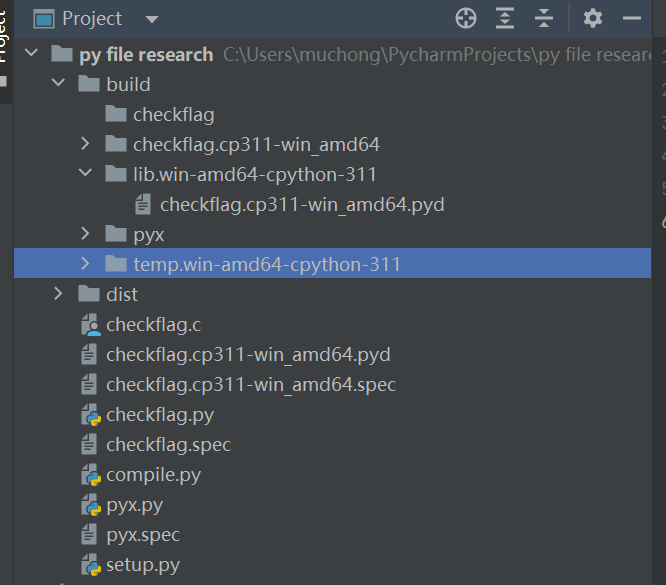 Project
Project
py file research C:\Users\muchong\PycharmProjects\py file resear
build
checkflag
checkflag.cp311-win_amd64
lib.win-amd64-cpython-311
checkflag.cp311-win_amd64.pyd
pyx
temp.win-amd64-cpython-311
dist
checkflag.c
checkflag.cp311-win_amd64.pyd
checkflag.cp311-win_amd64.spec
checkflag.py
checkflag.spec
compile.py
pyx.py
pyx.spec
setup.py